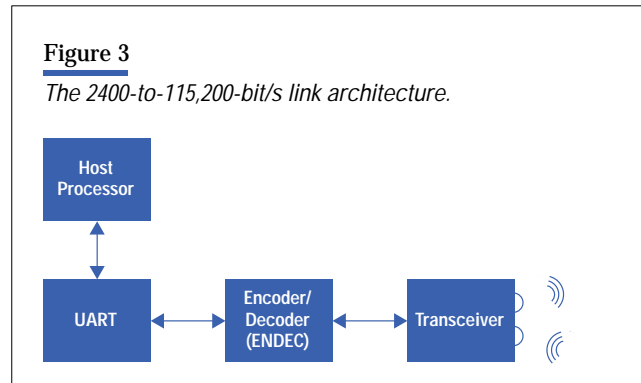 Figure 3
The 2400-to-115,200-bit/s link architecture.
Host
Processor
UART
Encoder/
Decoder
(ENDEC)
Transceiver